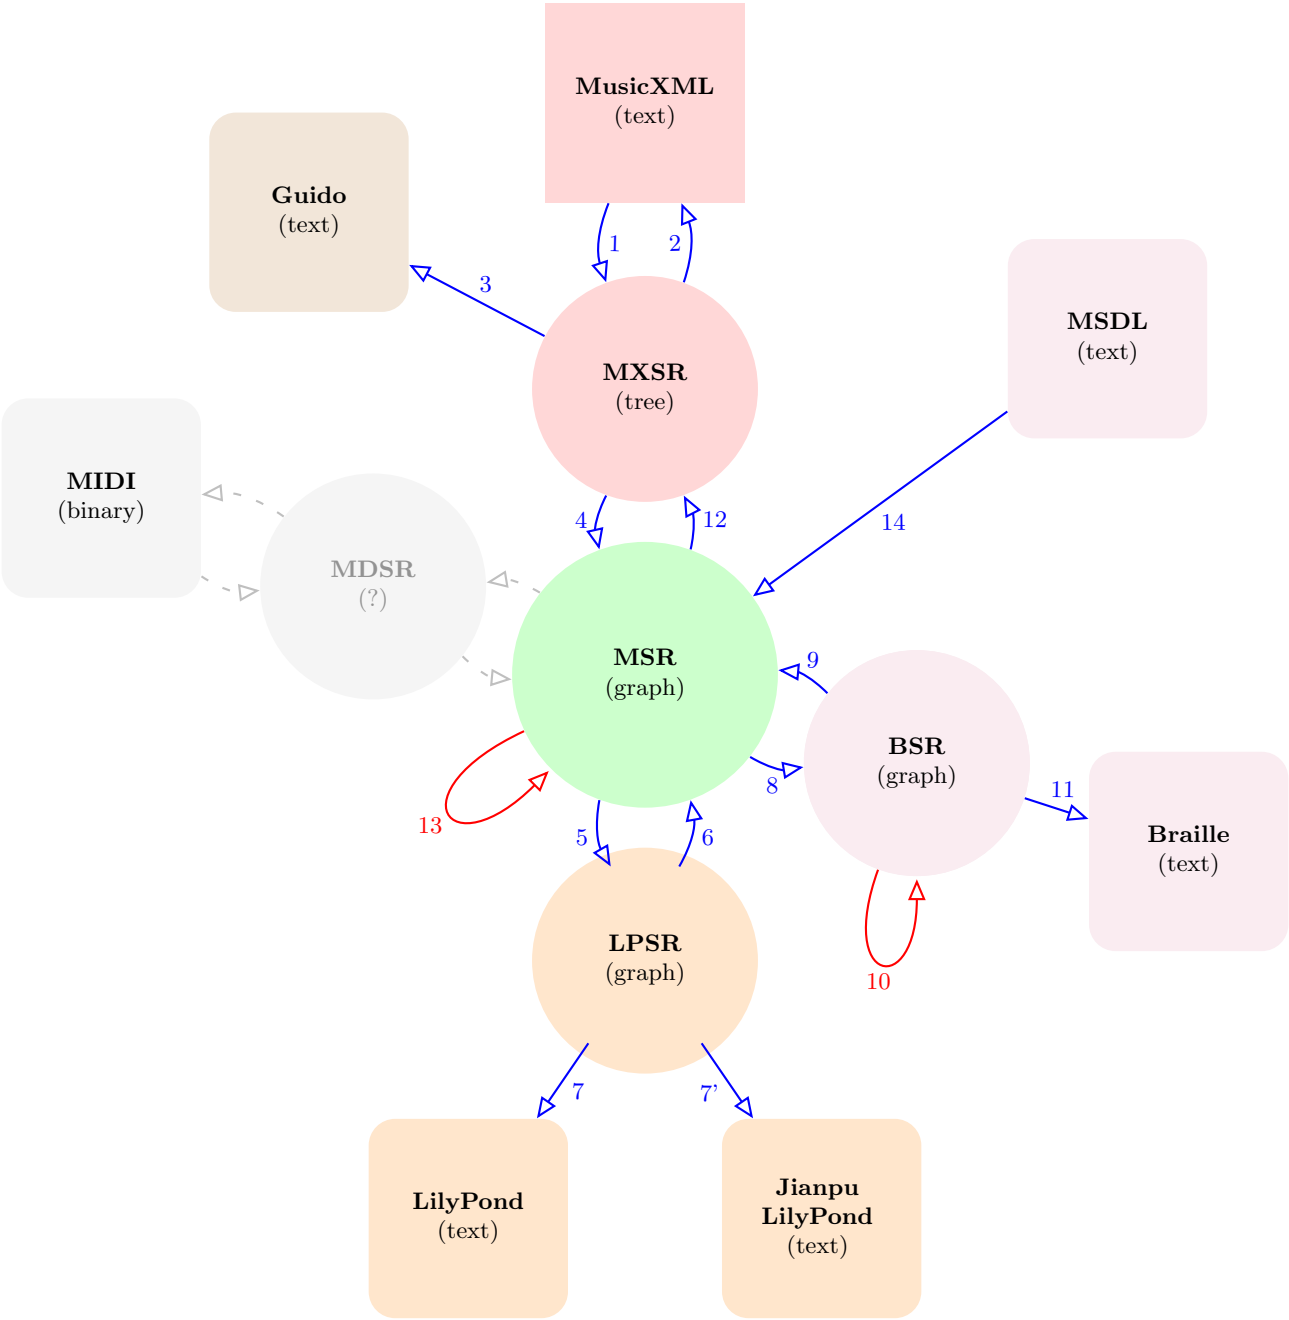 MusicXML
(text)
Guido
(text)
1
2
3
MSDL
(text)
MXSR
(tree)
MIDI
(binary)
4
12
14
MDSR
(?)
MSR
(graph)
9
BSR
(graph)
8
11
13
5
6
Braille
(text)
LPSR
(graph)
10
7
7'
LilyPond
(text)
Jianpu
LilyPond
(text)